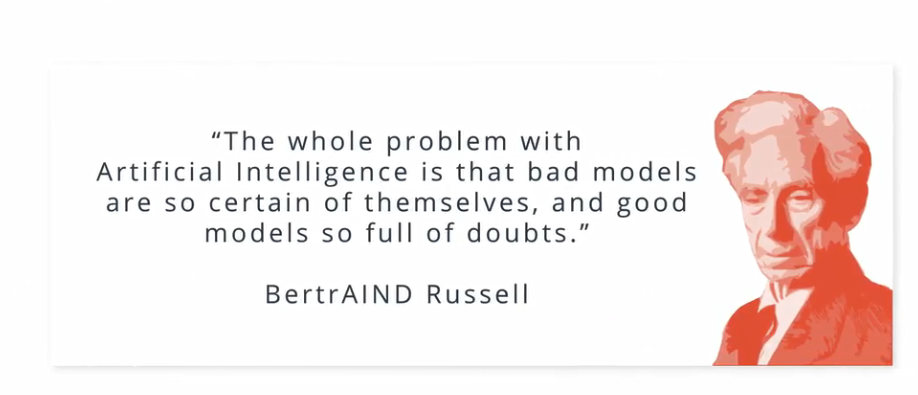 “The whole problem with
Artificial Intelligence is that bad models
are so certain of themselves, and good
models so full of doubts.”
BertrAIND Russell